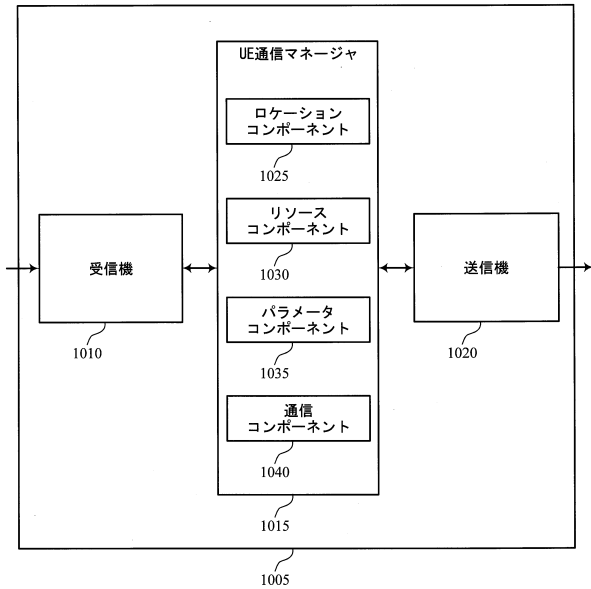 UE通信マネージャ
ロケーション
コンポーネント
1025
リソース
コンポーネント
1030
受信機
1010
送信機
1020
パラメータ
コンポーネント
1035
通信
コンポーネント
1040
1015
1005